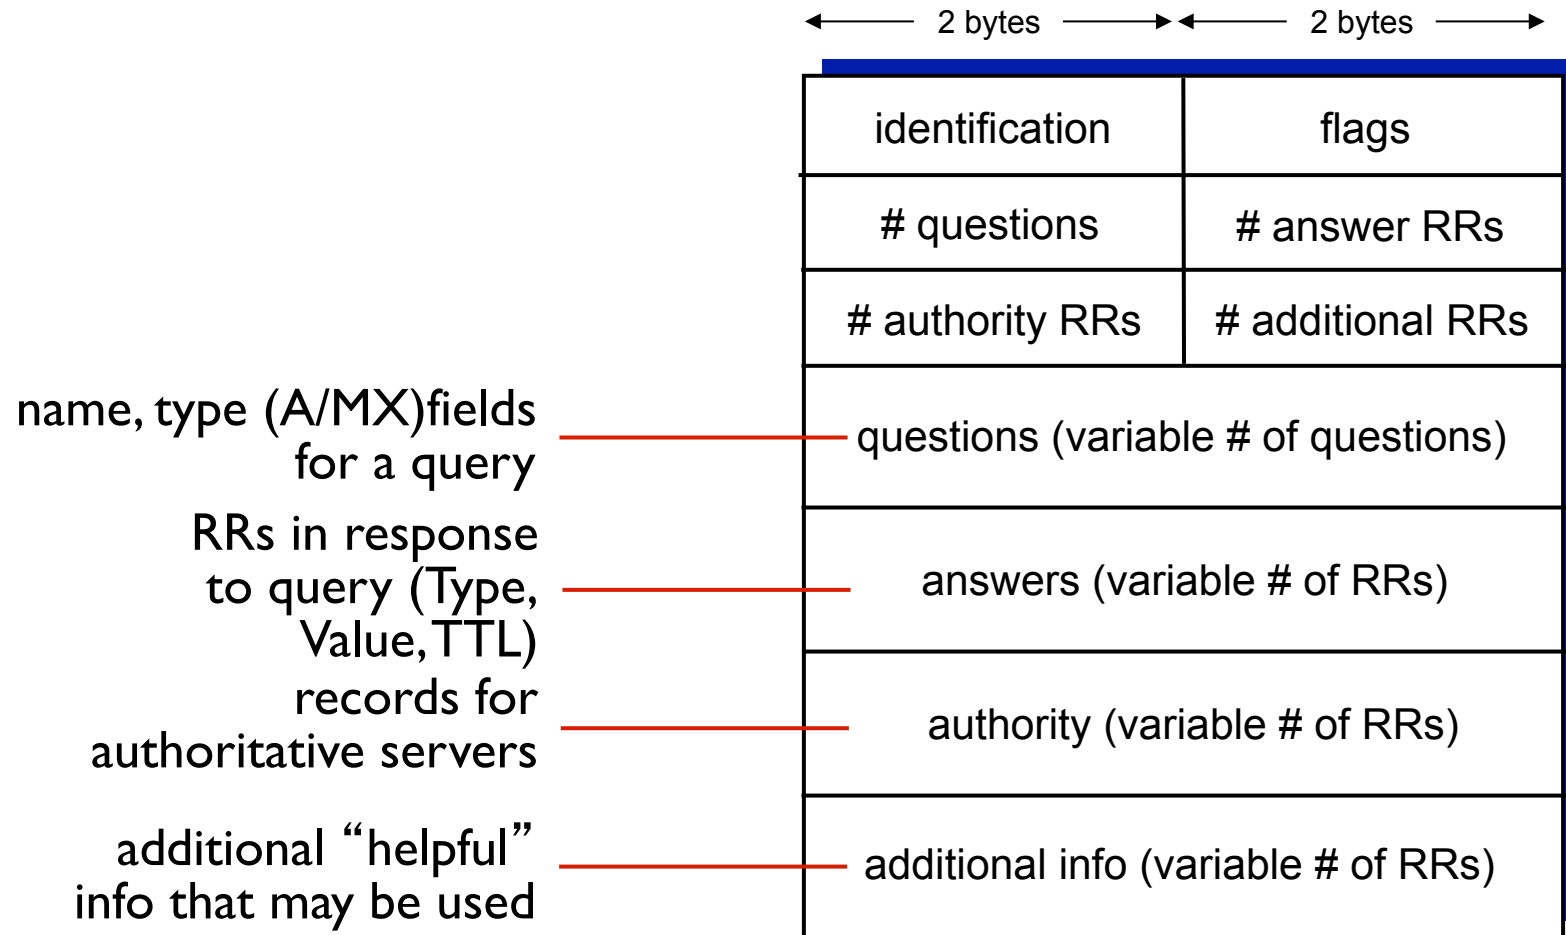 2 bytes 2 bytes
identification flags
# questions # answer RRs
# authority RRs # additional RRs
name, type (A/MX)fields
for a query
questions (variable # of questions)
RRs in response
to query (Type,
Value,TTL)
answers (variable # of RRs)
records for
authoritative servers
authority (variable # of RRs)
additional “helpful”
info that may be used
additional info (variable # of RRs)